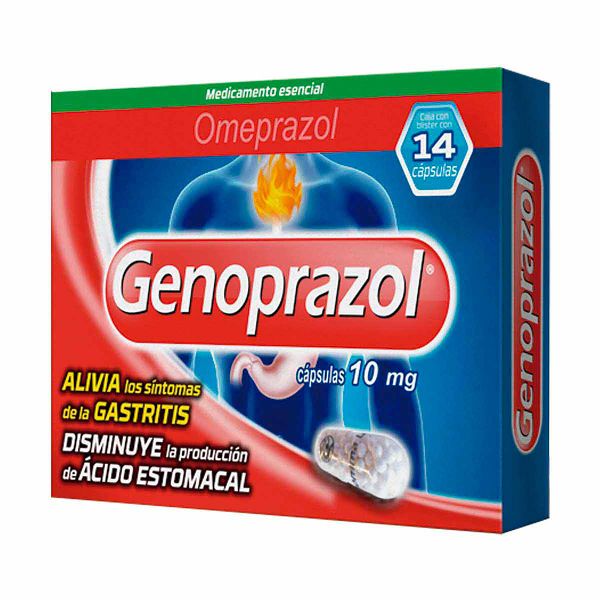 Medicamento esencial
Omeprazol
Caja con
blíster con
14
cápsulas
Genoprazol®
cápsulas 10 mg
ALIVIA los síntomas
de la GASTRITIS
DISMINUYE la producción
de ÁCIDO ESTOMACAL
Genoprazol®